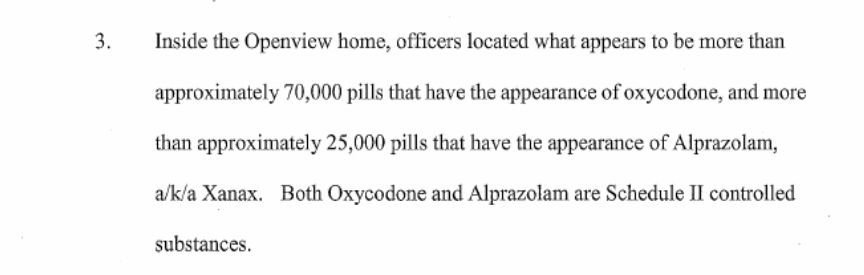 3. Inside the Openview home, officers located what appears to be more than
approximately 70,000 pills that have the appearance of oxycodone, and more
than approximately 25,000 pills that have the appearance of Alprazolam,
a/k/a Xanax. Both Oxycodone and Alprazolam are Schedule II controlled
substances.